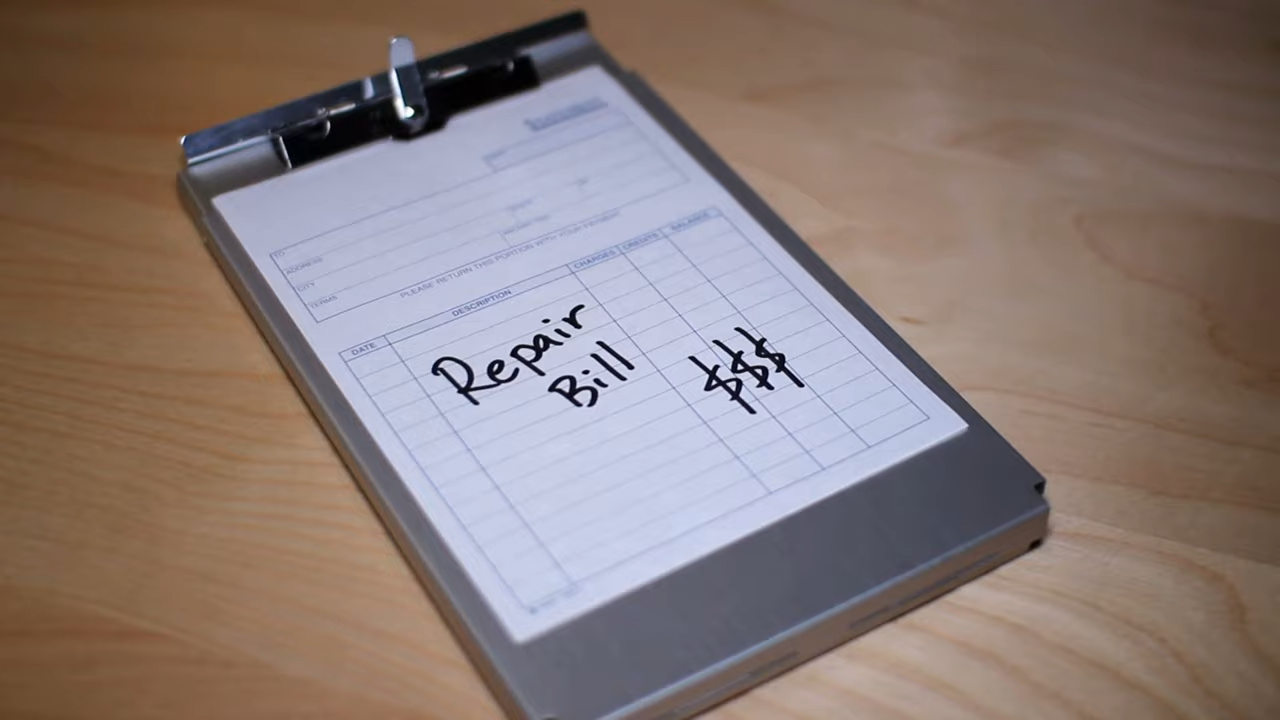 TO
ADDRESS
CITY
TERMS
PLEASE RETURN THIS PORTION WITH YOUR PAYMENT
DATE DESCRIPTION CHARGES CREDITS BALANCE
Repair
Bill
$$$